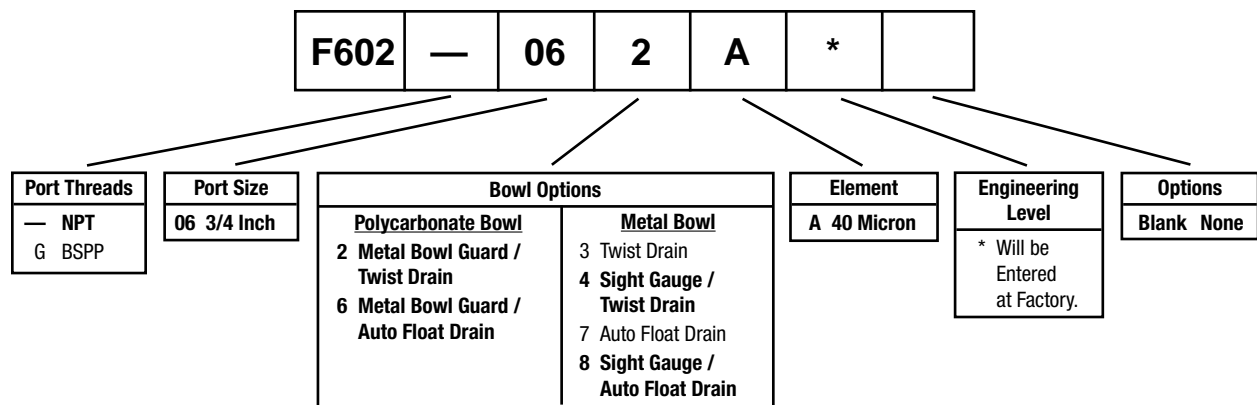 F602 — 06 2 A *
Port Threads
— NPT
G BSPP
Port Size
06 3/4 Inch
Bowl Options
Polycarbonate Bowl
2 Metal Bowl Guard /
Twist Drain
6 Metal Bowl Guard /
Auto Float Drain
Metal Bowl
3 Twist Drain
4 Sight Gauge /
Twist Drain
7 Auto Float Drain
8 Sight Gauge /
Auto Float Drain
Element
A 40 Micron
Engineering
Level
* Will be
Entered
at Factory.
Options
Blank None